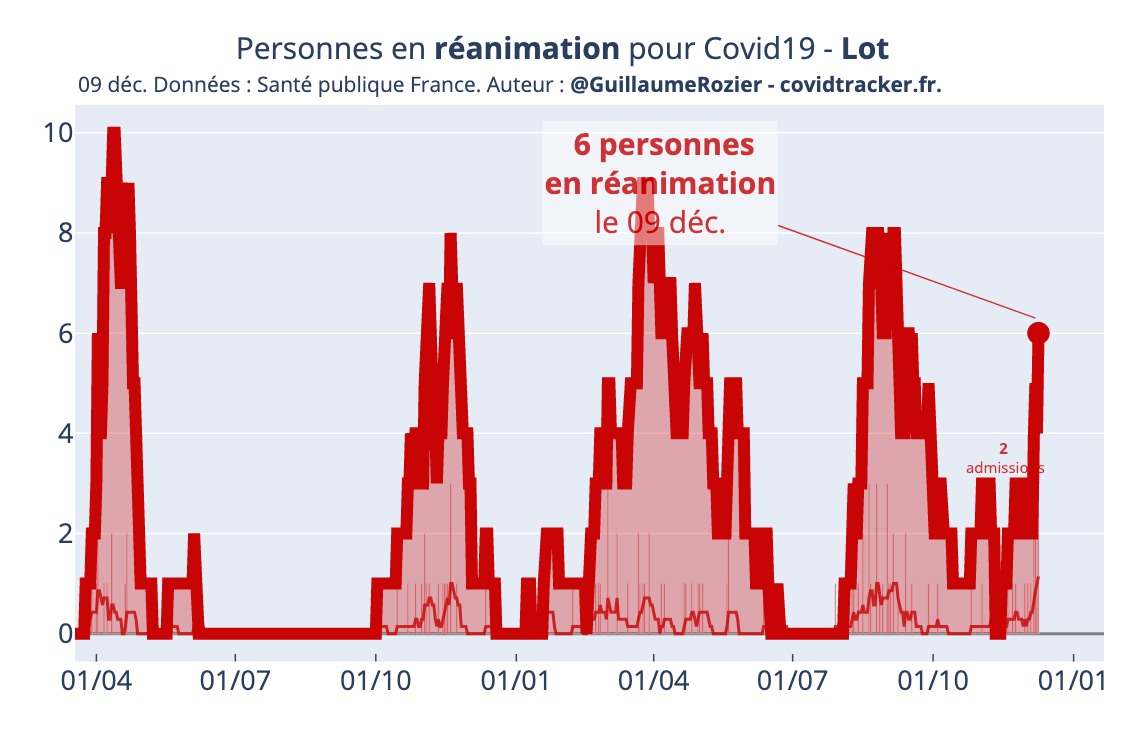 Personnes en réanimation pour Covid19 - Lot
09 déc. Données : Santé publique France. Auteur : @GuillaumeRozier - covidtracker.fr.
6 personnes
en réanimation
le 09 déc.
10
8
6
4
2
0
2
admissions
01/04
01/07
01/10
01/01
01/04
01/07
01/10
01/01